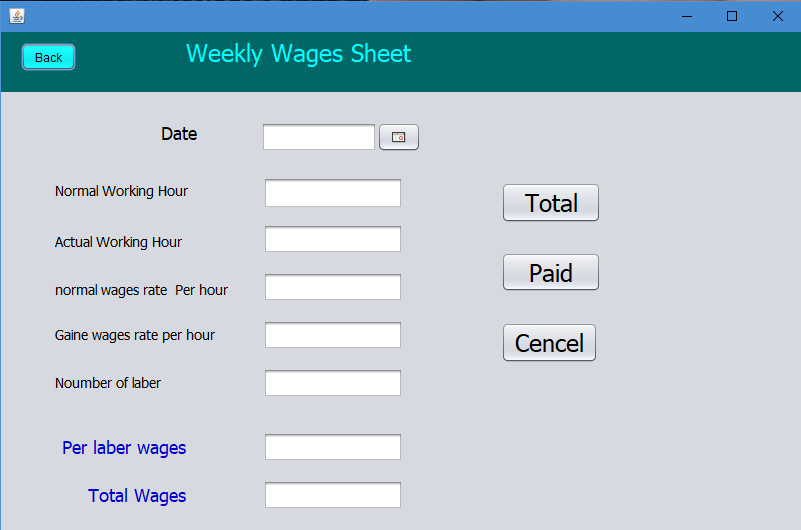 Back
Weekly Wages Sheet
Date
Normal Working Hour
Total
Actual Working Hour
Paid
normal wages rate  Per hour
Gaine wages rate per hour
Cencel
Noumber of laber
Per laber wages
Total Wages